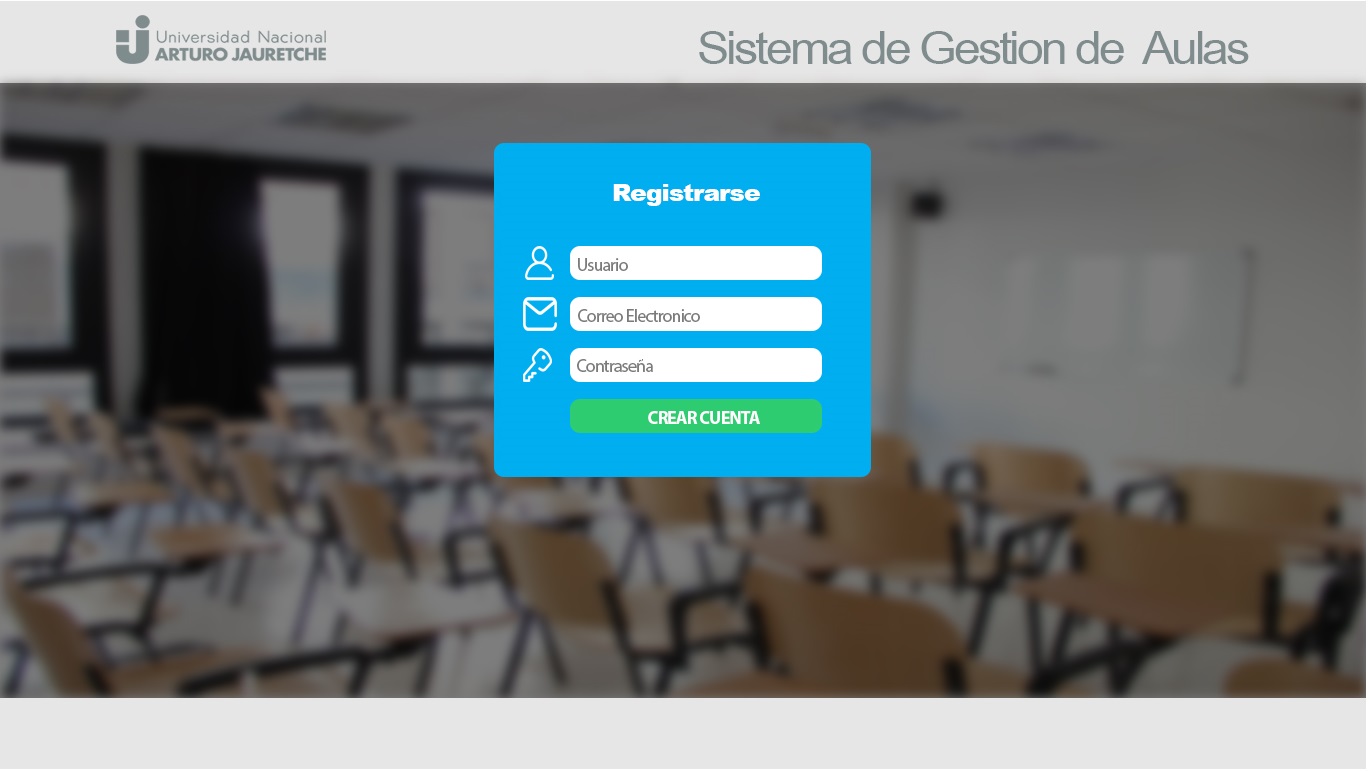 Universidad Nacional
ARTURO JAURETCHE
Sistema de Gestion de Aulas
Registrarse
Usuario
Correo Electronico
Contraseña
CREAR CUENTA